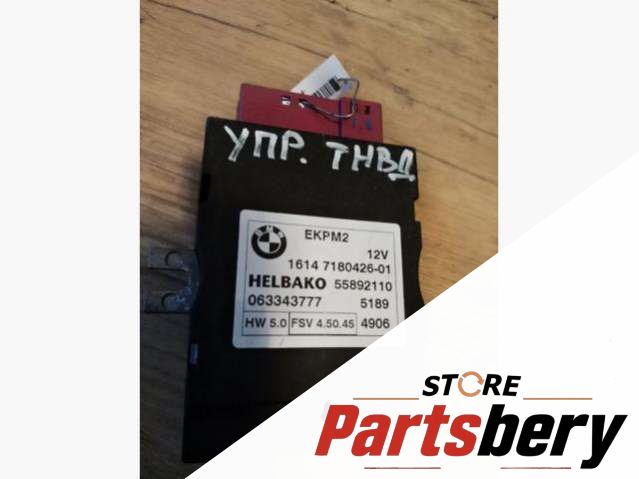 УПР. ТНВД
BMW
EKPM2
12V
1614 7180426-01
HELBAKO 55892110
063343777 5189
HW 5.0 FSV 4.50.45 4906
STORE
Partsbery